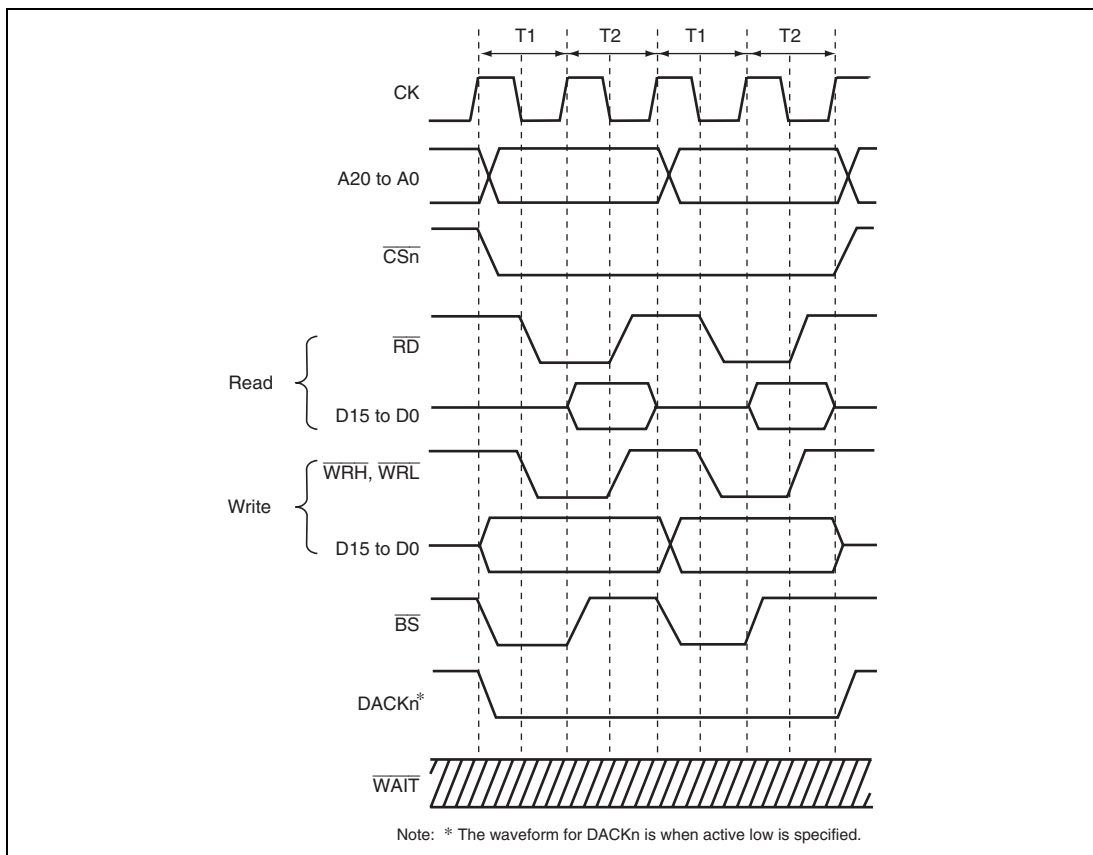 T1 T2 T1 T2
CK
A20 to A0
CSn
RD
Read
D15 to D0
WRH, WRL
Write
D15 to D0
BS
DACKn*
WAIT
Note: * The waveform for DACKn is when active low is specified.